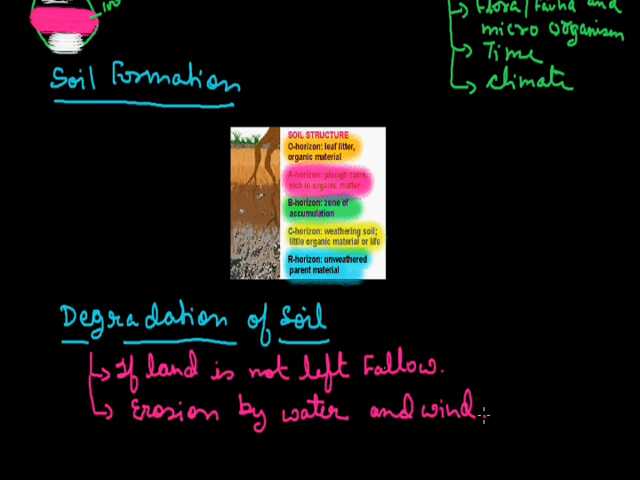 100
Flora/Fauna and
micro organism
Time
climate
Soil Formation
SOIL STRUCTURE
O-horizon: leaf litter,
organic material
A-horizon: plough zone,
rich in organic matter
B-horizon: zone of
accumulation
C-horizon: weathering soil;
little organic material or life
R-horizon: unweathered
parent material
Degradation of Soil
If land is not left Fallow.
Erosion by water and wind